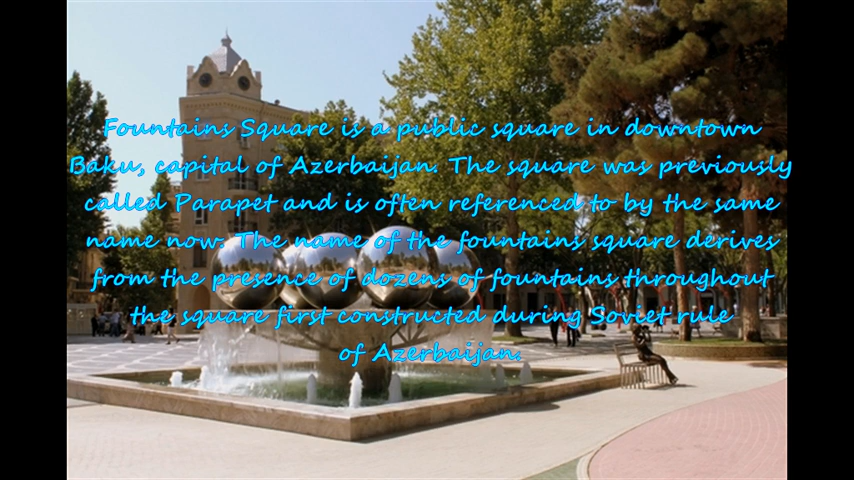 Fountains Square is a public square in downtown
Baku, capital of Azerbaijan. The square was previously
called Parapet and is often referenced to by the same
name now. The name of the fountains square derives
from the presence of dozens of fountains throughout
the square first constructed during Soviet rule
of Azerbaijan.